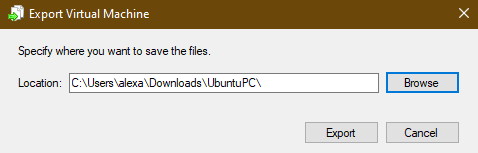 Export Virtual Machine
Specify where you want to save the files.
Location: C:\Users\alexa\Downloads\UbuntuPC\ Browse
Export Cancel